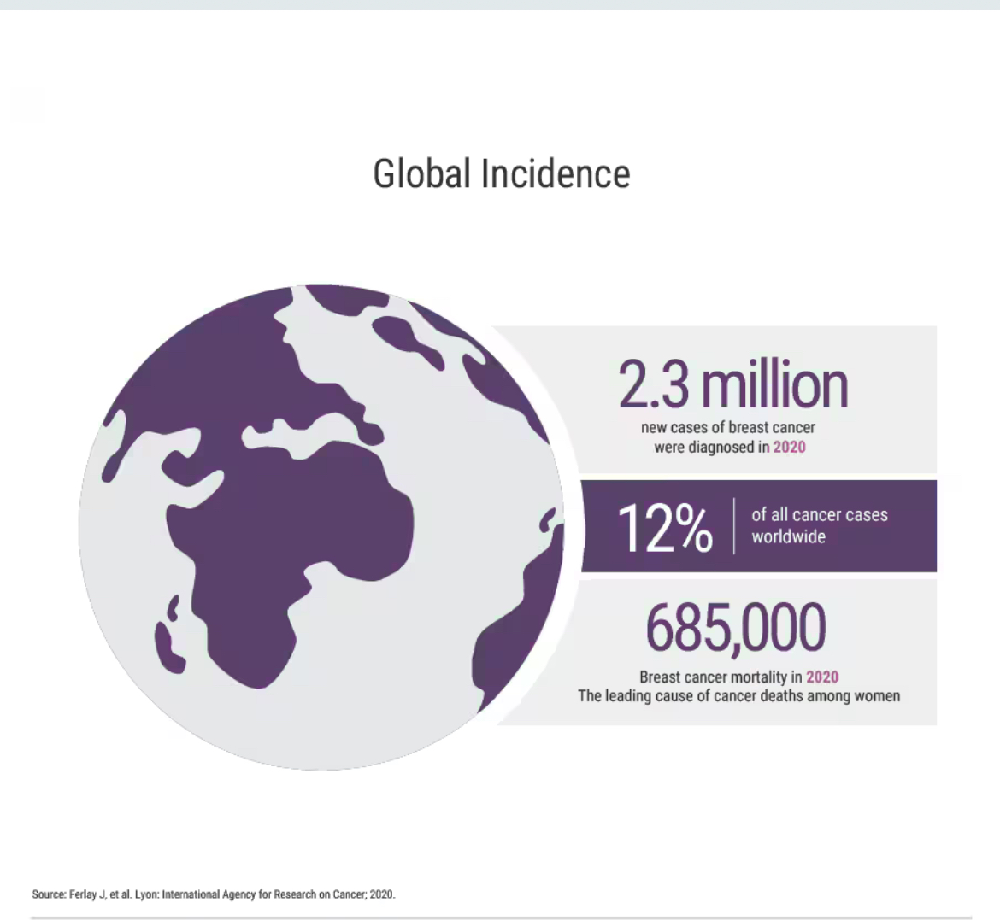 Global Incidence
2.3 million
new cases of breast cancer
were diagnosed in 2020
12%
of all cancer cases
worldwide
685,000
Breast cancer mortality in 2020
The leading cause of cancer deaths among women
Source: Ferlay J, et al. Lyon: International Agency for Research on Cancer; 2020.